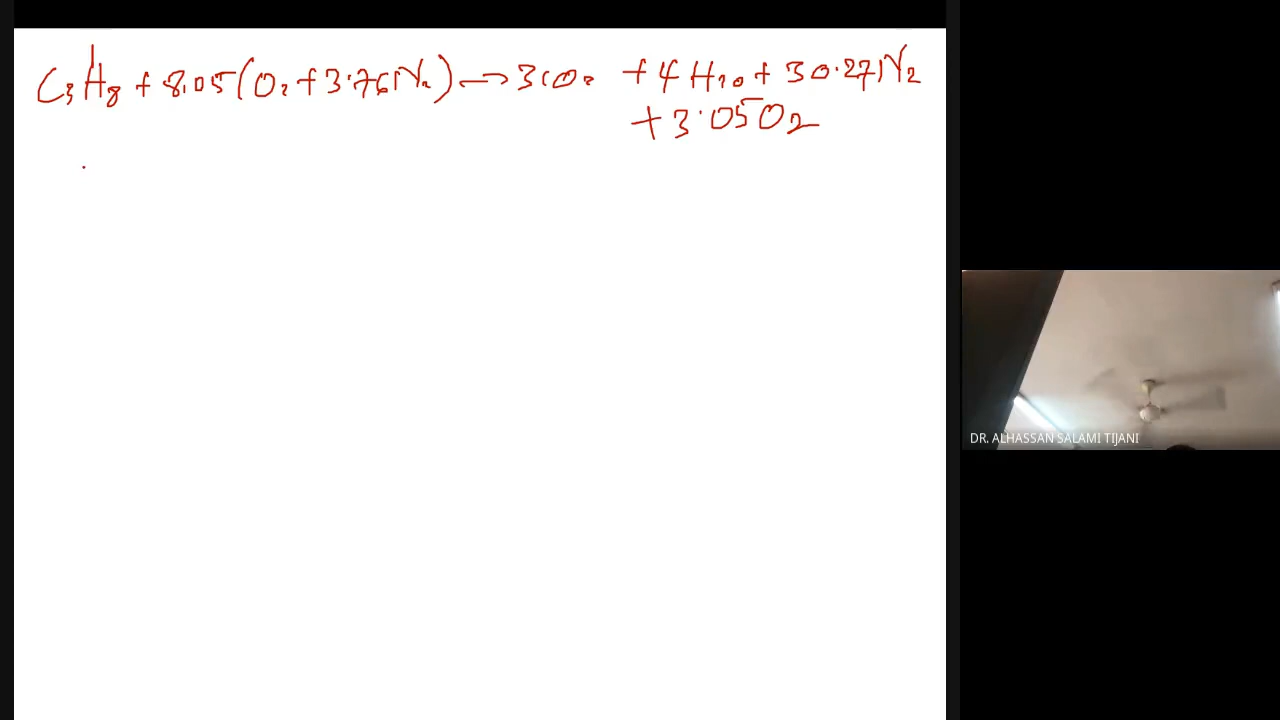 C₃H₈ + 8.05(O₂ + 3.76N₂) → 3CO₂ + 4H₂O + 30.27N₂
+ 3.05O₂
DR. ALHASSAN SALAMI TIJANI